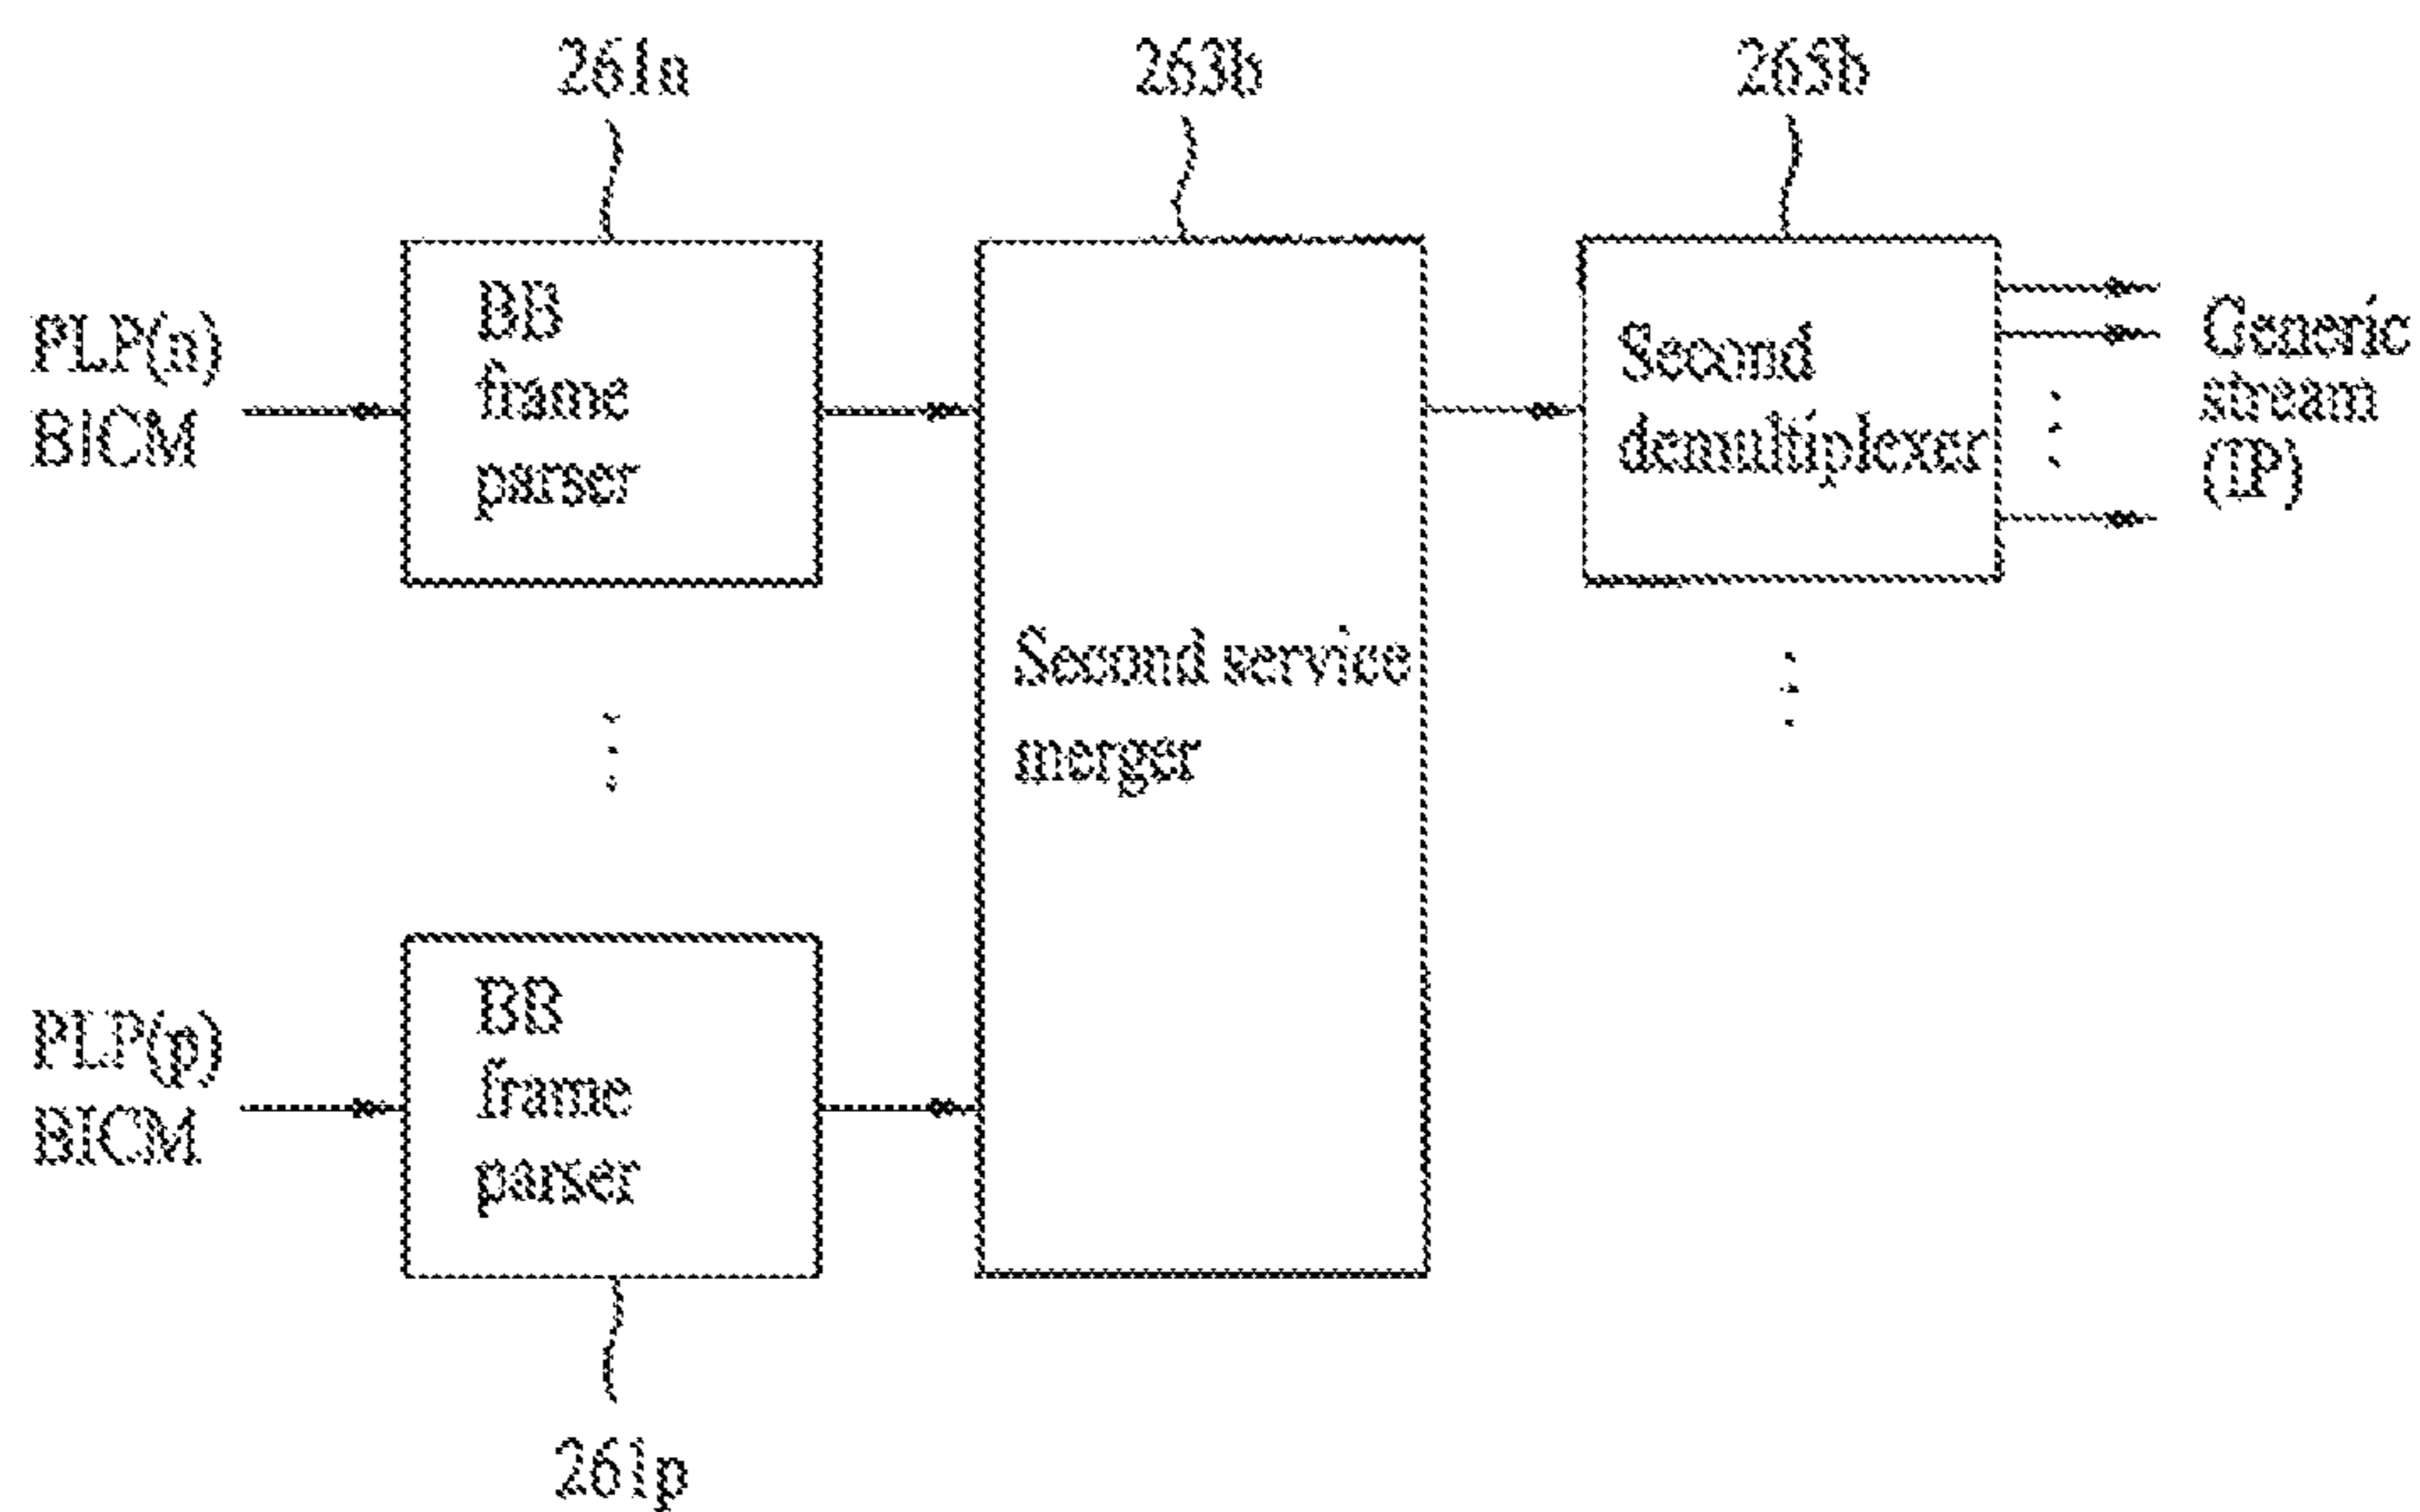 261n
263b
265b
PLP(n)
BICM
BB
frame
parser
Second
demultiplexer
Generic
stream
(IP)
Second service
merger
PLP(p)
BICM
BB
frame
parser
261p